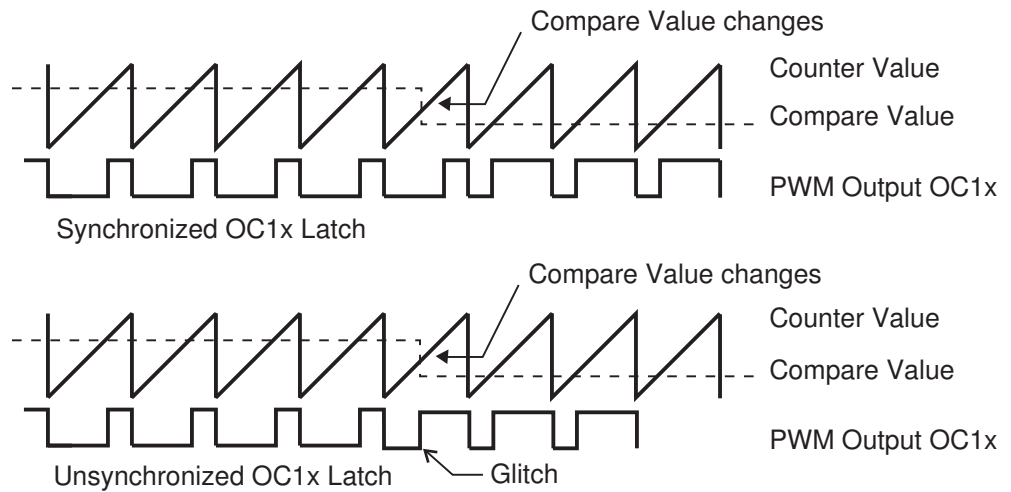 Compare Value changes
Counter Value
Compare Value
PWM Output OC1x
Synchronized OC1x Latch
Compare Value changes
Counter Value
Compare Value
PWM Output OC1x
Unsynchronized OC1x Latch
Glitch